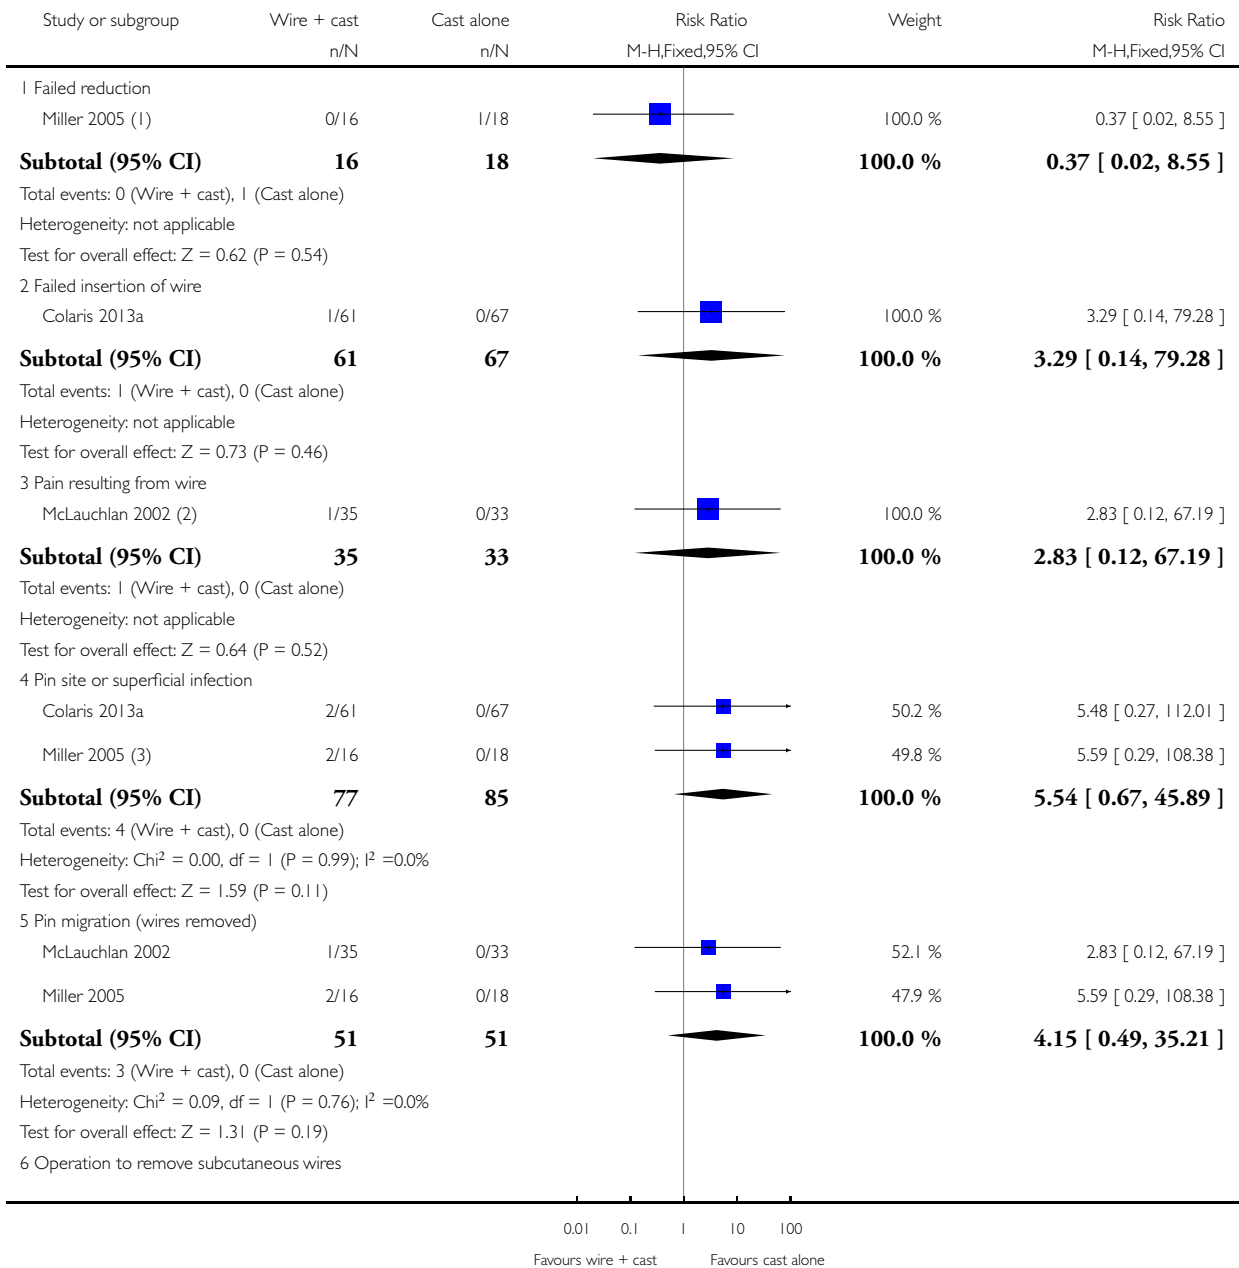 Study or subgroup Wire + cast Cast alone Risk Ratio Weight Risk Ratio
n/N n/N M-H,Fixed,95% CI M-H,Fixed,95% CI
1 Failed reduction
Miller 2005 (1) 0/16 1/18 100.0 % 0.37 [ 0.02, 8.55 ]
Subtotal (95% CI) 16 18 100.0 % 0.37 [ 0.02, 8.55 ]
Total events: 0 (Wire + cast), 1 (Cast alone)
Heterogeneity: not applicable
Test for overall effect: Z = 0.62 (P = 0.54)
2 Failed insertion of wire
Colaris 2013a 1/61 0/67 100.0 % 3.29 [ 0.14, 79.28 ]
Subtotal (95% CI) 61 67 100.0 % 3.29 [ 0.14, 79.28 ]
Total events: 1 (Wire + cast), 0 (Cast alone)
Heterogeneity: not applicable
Test for overall effect: Z = 0.73 (P = 0.46)
3 Pain resulting from wire
McLauchlan 2002 (2) 1/35 0/33 100.0 % 2.83 [ 0.12, 67.19 ]
Subtotal (95% CI) 35 33 100.0 % 2.83 [ 0.12, 67.19 ]
Total events: 1 (Wire + cast), 0 (Cast alone)
Heterogeneity: not applicable
Test for overall effect: Z = 0.64 (P = 0.52)
4 Pin site or superficial infection
Colaris 2013a 2/61 0/67 50.2 % 5.48 [ 0.27, 112.01 ]
Miller 2005 (3) 2/16 0/18 49.8 % 5.59 [ 0.29, 108.38 ]
Subtotal (95% CI) 77 85 100.0 % 5.54 [ 0.67, 45.89 ]
Total events: 4 (Wire + cast), 0 (Cast alone)
Heterogeneity: Chi² = 0.00, df = 1 (P = 0.99); I² =0.0%
Test for overall effect: Z = 1.59 (P = 0.11)
5 Pin migration (wires removed)
McLauchlan 2002 1/35 0/33 52.1 % 2.83 [ 0.12, 67.19 ]
Miller 2005 2/16 0/18 47.9 % 5.59 [ 0.29, 108.38 ]
Subtotal (95% CI) 51 51 100.0 % 4.15 [ 0.49, 35.21 ]
Total events: 3 (Wire + cast), 0 (Cast alone)
Heterogeneity: Chi² = 0.09, df = 1 (P = 0.76); I² =0.0%
Test for overall effect: Z = 1.31 (P = 0.19)
6 Operation to remove subcutaneous wires
0.01 0.1 1 10 100
Favours wire + cast Favours cast alone